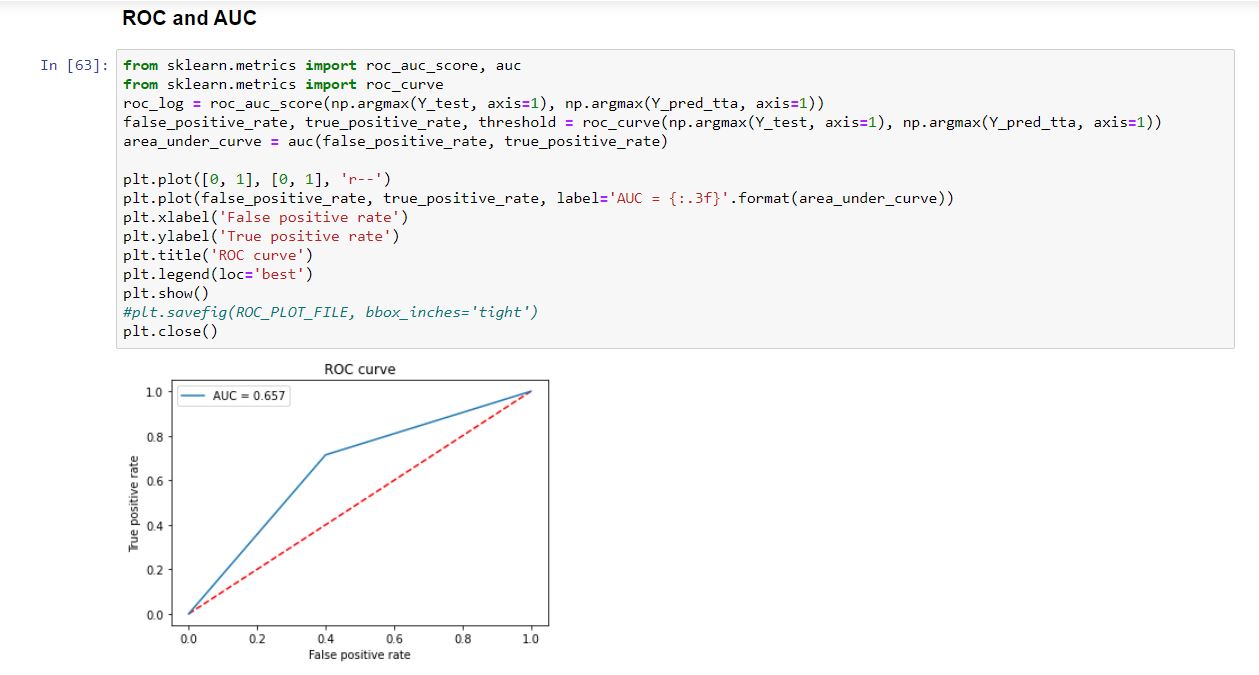 ROC and AUC
In [63]:
from sklearn.metrics import roc_auc_score, auc
from sklearn.metrics import roc_curve
roc_log = roc_auc_score(np.argmax(Y_test, axis=1), np.argmax(Y_pred_tta, axis=1))
false_positive_rate, true_positive_rate, threshold = roc_curve(np.argmax(Y_test, axis=1), np.argmax(Y_pred_tta, axis=1))
area_under_curve = auc(false_positive_rate, true_positive_rate)
plt.plot([0, 1], [0, 1], 'r--')
plt.plot(false_positive_rate, true_positive_rate, label='AUC = {:.3f}'.format(area_under_curve))
plt.xlabel('False positive rate')
plt.ylabel('True positive rate')
plt.title('ROC curve')
plt.legend(loc='best')
plt.show()
#plt.savefig(ROC_PLOT_FILE, bbox_inches='tight')
plt.close()
ROC curve
AUC = 0.657
True positive rate
1.0
0.8
0.6
0.4
0.2
0.0
0.0 0.2 0.4 0.6 0.8 1.0
False positive rate